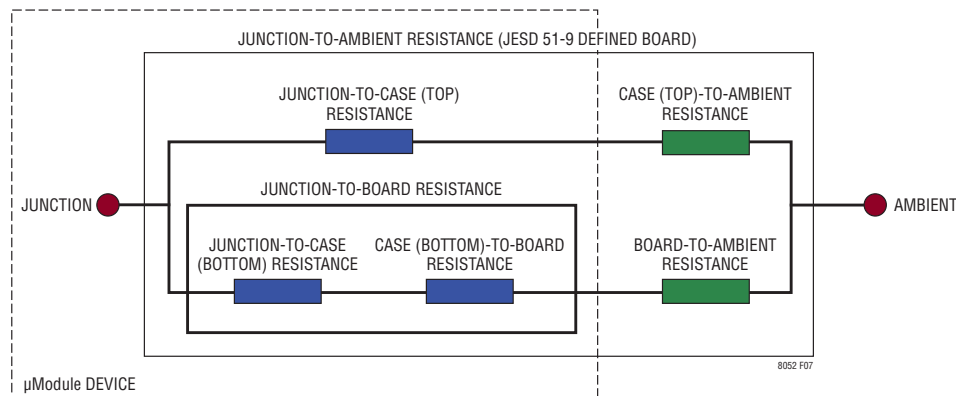 JUNCTION-TO-AMBIENT RESISTANCE (JESD 51-9 DEFINED BOARD)
JUNCTION-TO-CASE (TOP)
RESISTANCE
CASE (TOP)-TO-AMBIENT
RESISTANCE
JUNCTION-TO-BOARD RESISTANCE
JUNCTION
AMBIENT
JUNCTION-TO-CASE
(BOTTOM) RESISTANCE
CASE (BOTTOM)-TO-BOARD
RESISTANCE
BOARD-TO-AMBIENT
RESISTANCE
8052 F07
µModule DEVICE